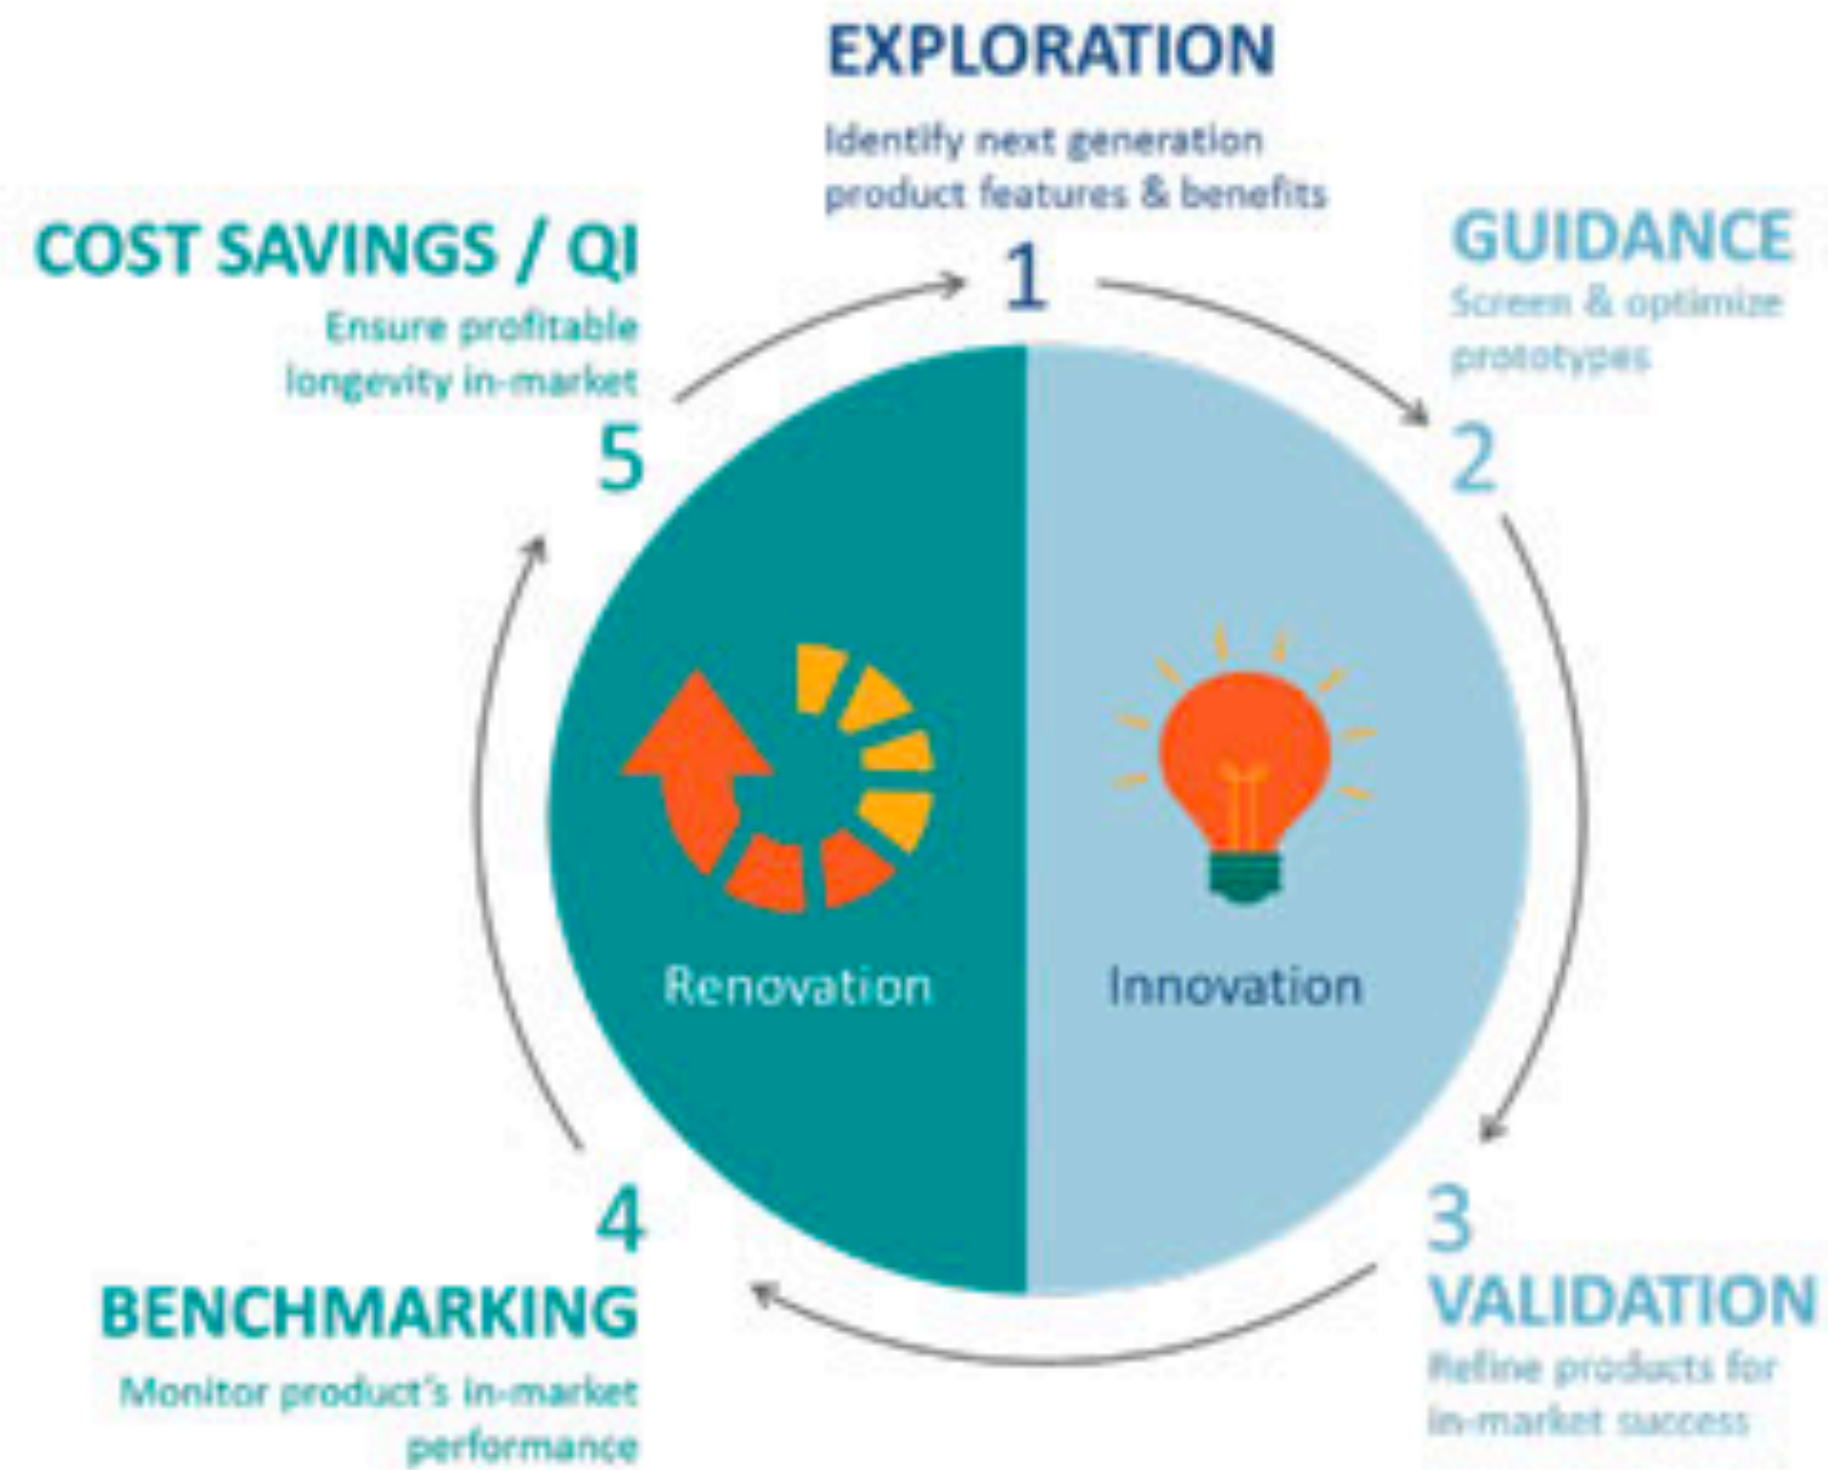 EXPLORATION
Identify next generation
product features & benefits
1
GUIDANCE
Screen & optimize
prototypes
2
3
VALIDATION
Refine products for
in-market success
4
BENCHMARKING
Monitor product's in-market
performance
COST SAVINGS / QI
Ensure profitable
longevity in-market
5
Renovation
Innovation